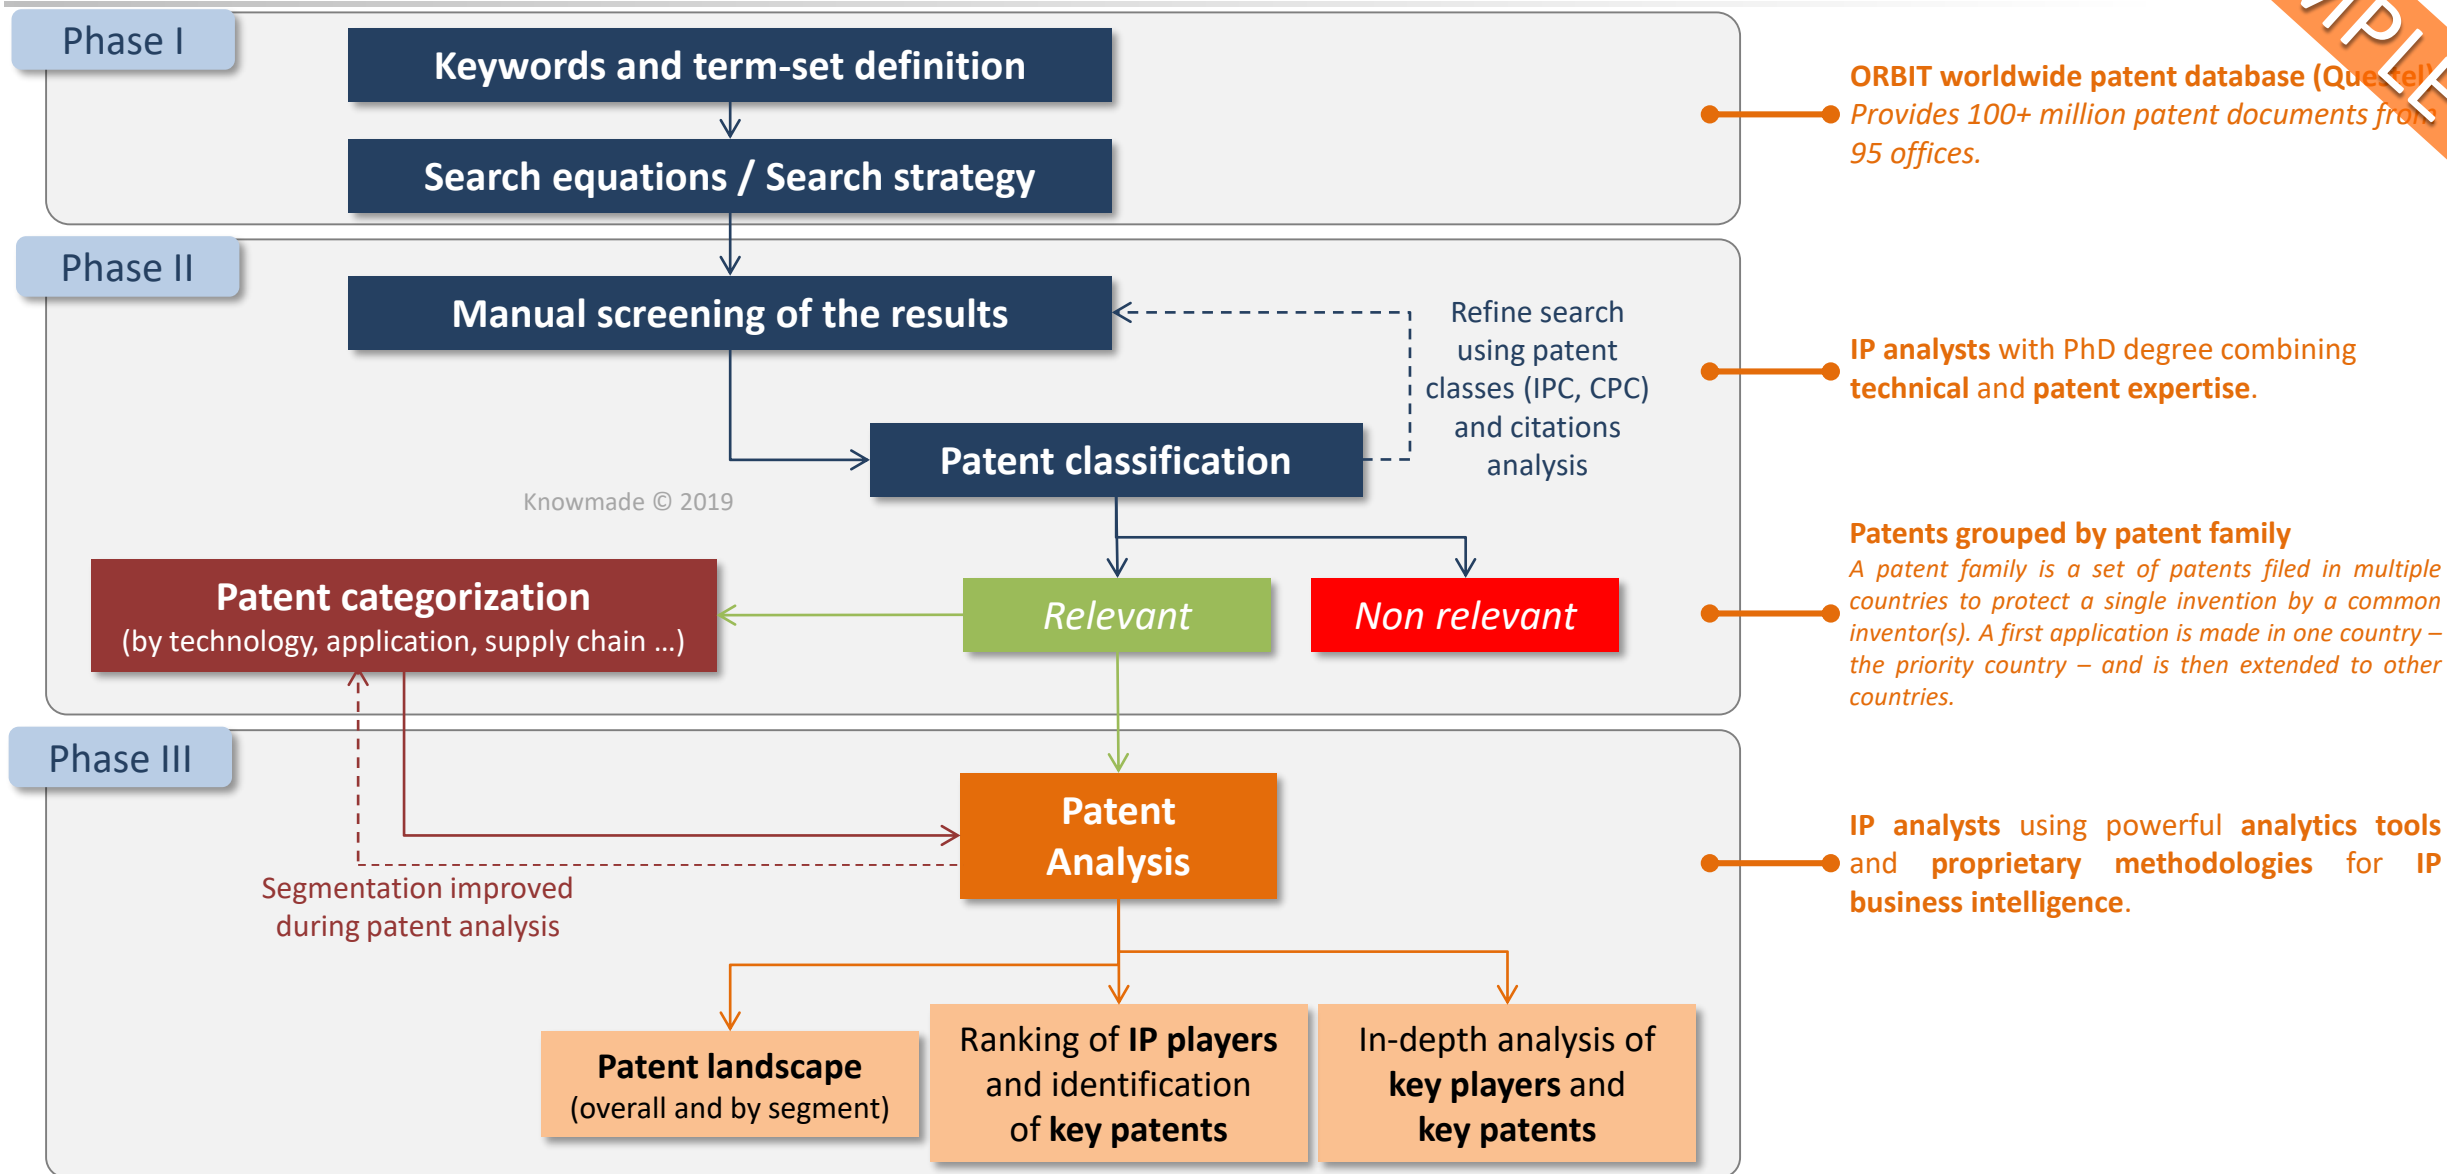 Phase I
Keywords and term-set definition
Search equations / Search strategy
ORBIT worldwide patent database (Questel)
Provides 100+ million patent documents from
95 offices.
Phase II
Manual screening of the results
Refine search
using patent
classes (IPC, CPC)
and citations
analysis
Patent classification
Knowmade © 2019
IP analysts with PhD degree combining
technical and patent expertise.
Patent categorization
(by technology, application, supply chain ...)
Relevant
Non relevant
Patents grouped by patent family
A patent family is a set of patents filed in multiple
countries to protect a single invention by a common
inventor(s). A first application is made in one country –
the priority country – and is then extended to other
countries.
Phase III
Patent
Analysis
Segmentation improved
during patent analysis
IP analysts using powerful analytics tools
and proprietary methodologies for IP
business intelligence.
Patent landscape
(overall and by segment)
Ranking of IP players
and identification
of key patents
In-depth analysis of
key players and
key patents